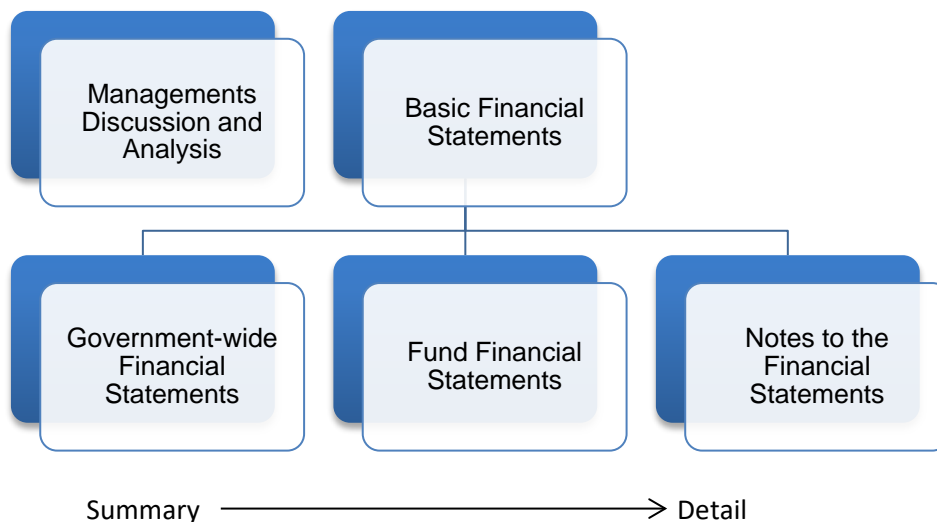 Managements
Discussion and
Analysis
Basic Financial
Statements
Government-wide
Financial
Statements
Fund Financial
Statements
Notes to the
Financial
Statements
Summary
Detail